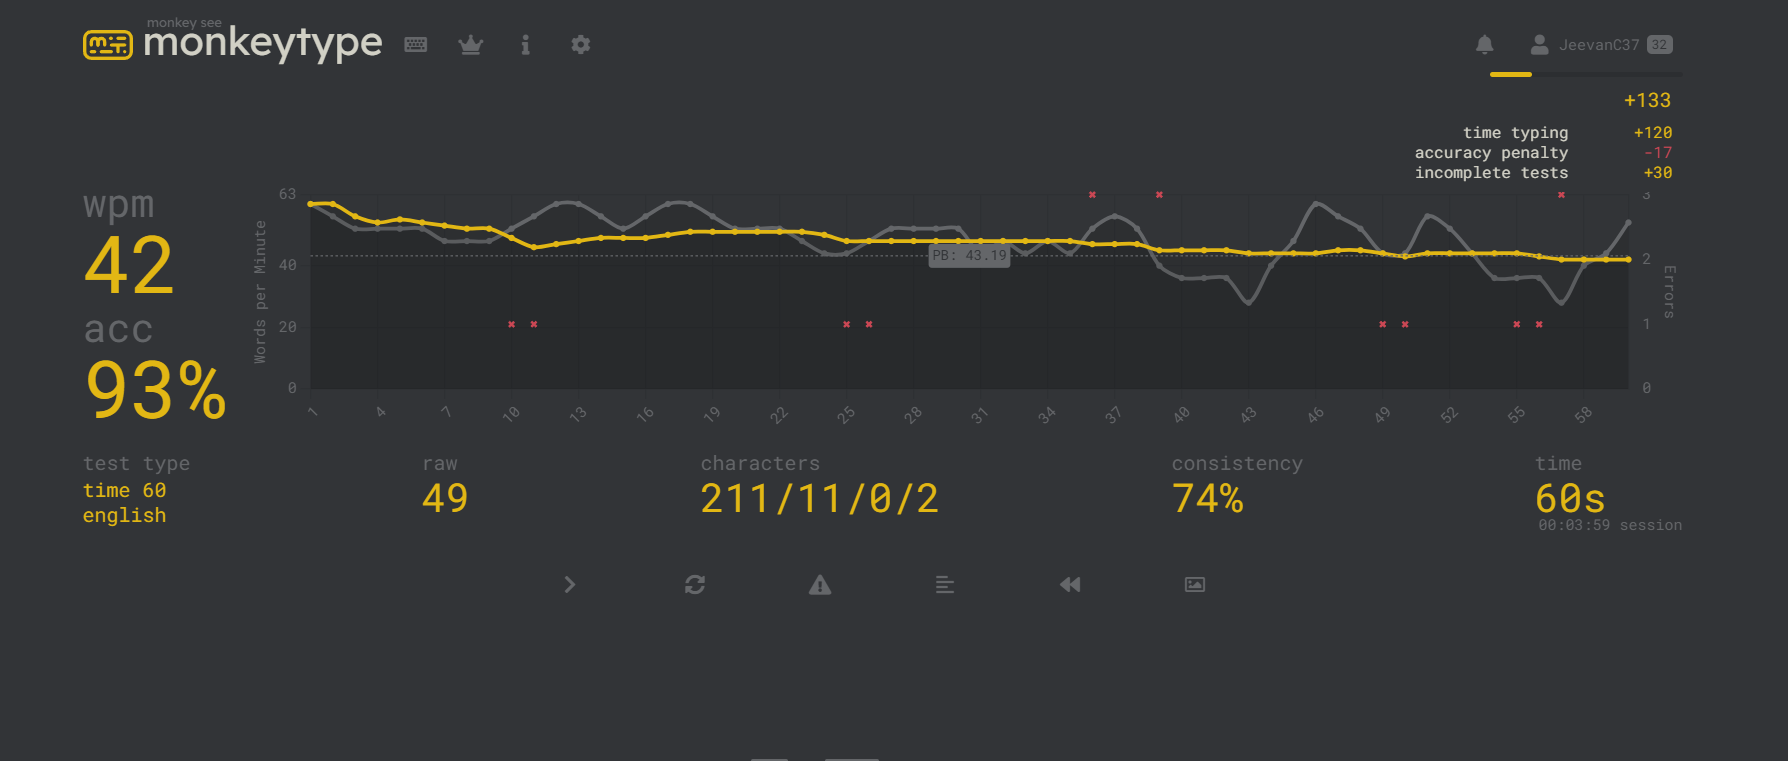 monkey see
monkeytype
JeevanC37 32
+133
time typing +120
accuracy penalty -17
incomplete tests +30
wpm
42
acc
93%
Words per Minute
63
40
20
0
PB: 43.19
3
2
1
0
Errors
1 4 7 10 13 16 19 22 25 28 31 34 37 40 43 46 49 52 55 58
test type
time 60
english
raw
49
characters
211/11/0/2
consistency
74%
time
60s
00:03:59 session